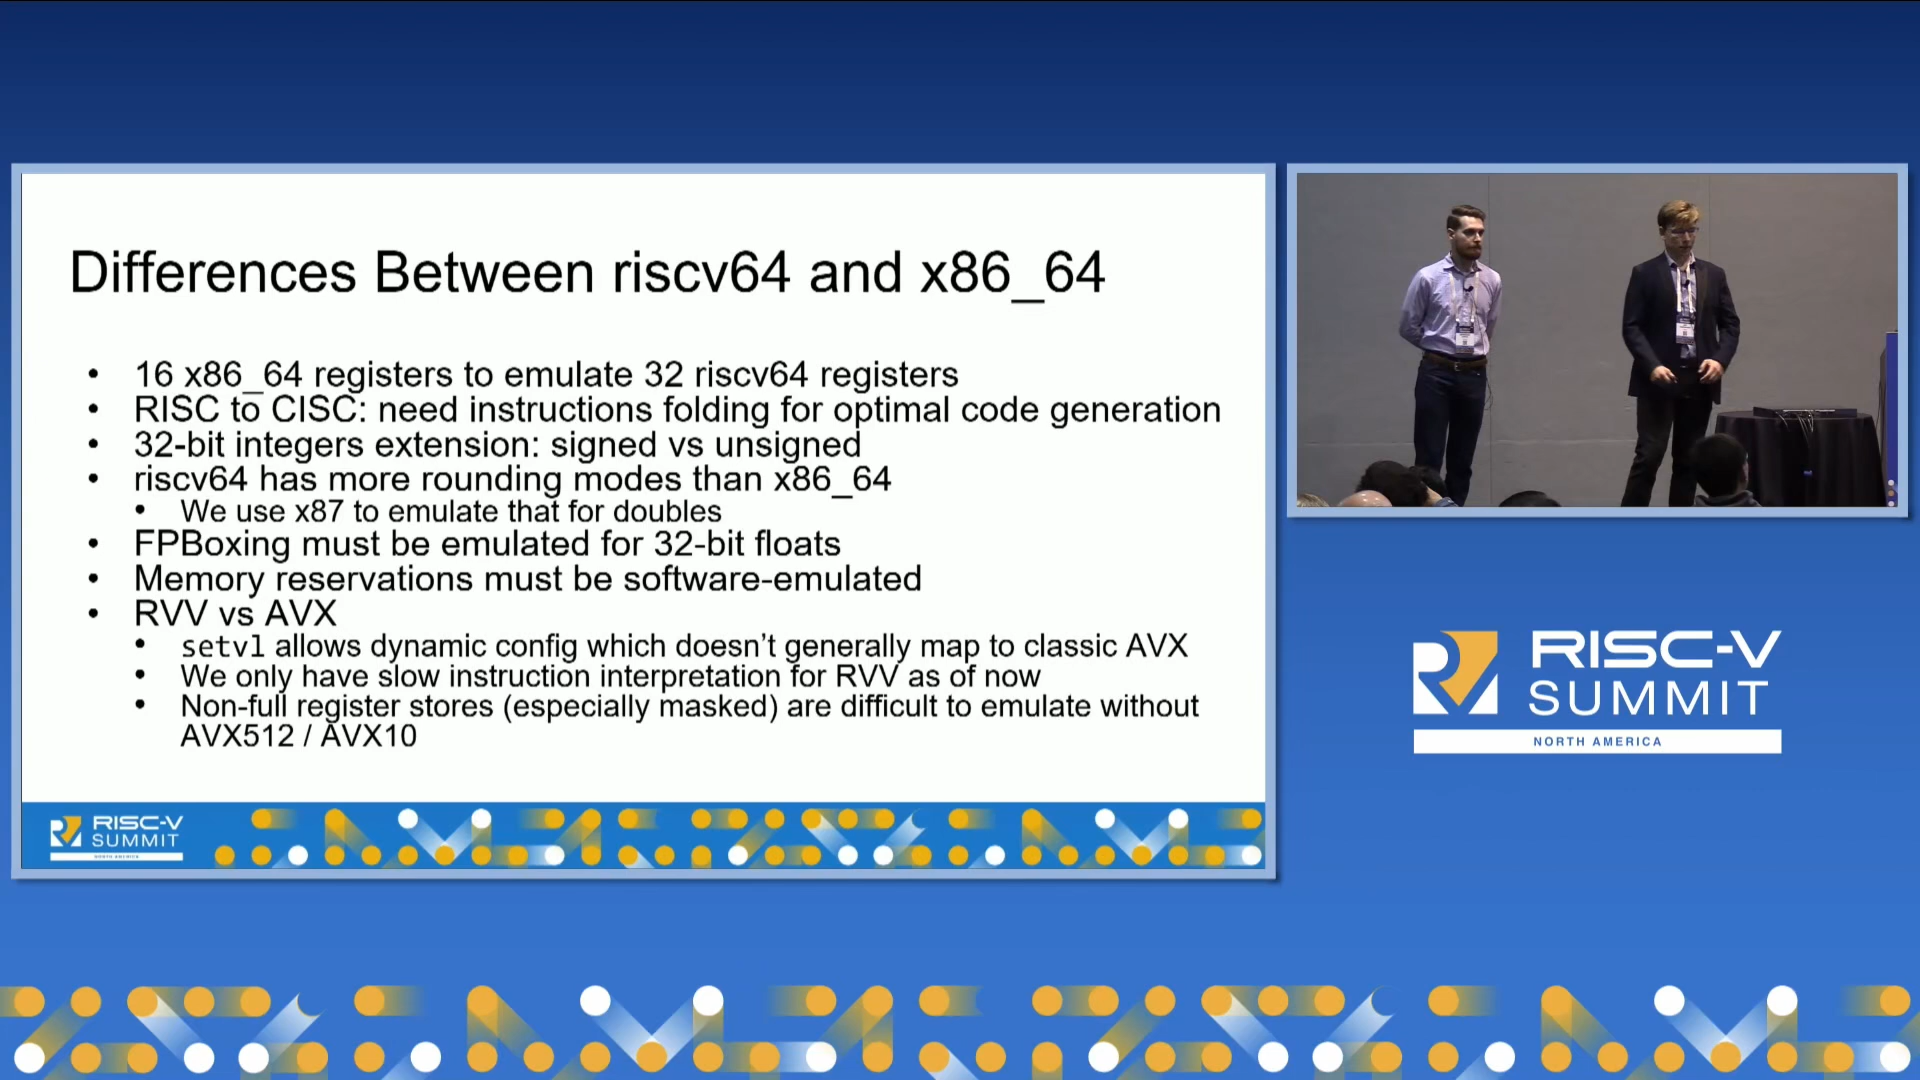 Differences Between riscv64 and x86_64
• 16 x86_64 registers to emulate 32 riscv64 registers
• RISC to CISC: need instructions folding for optimal code generation
• 32-bit integers extension: signed vs unsigned
• riscv64 has more rounding modes than x86_64
• We use x87 to emulate that for doubles
• FPBoxing must be emulated for 32-bit floats
• Memory reservations must be software-emulated
• RVV vs AVX
• setvl allows dynamic config which doesn't generally map to classic AVX
• We only have slow instruction interpretation for RVV as of now
• Non-full register stores (especially masked) are difficult to emulate without
AVX512 / AVX10
RISC-V
SUMMIT
NORTH AMERICA
RISC-V
SUMMIT
NORTH AMERICA